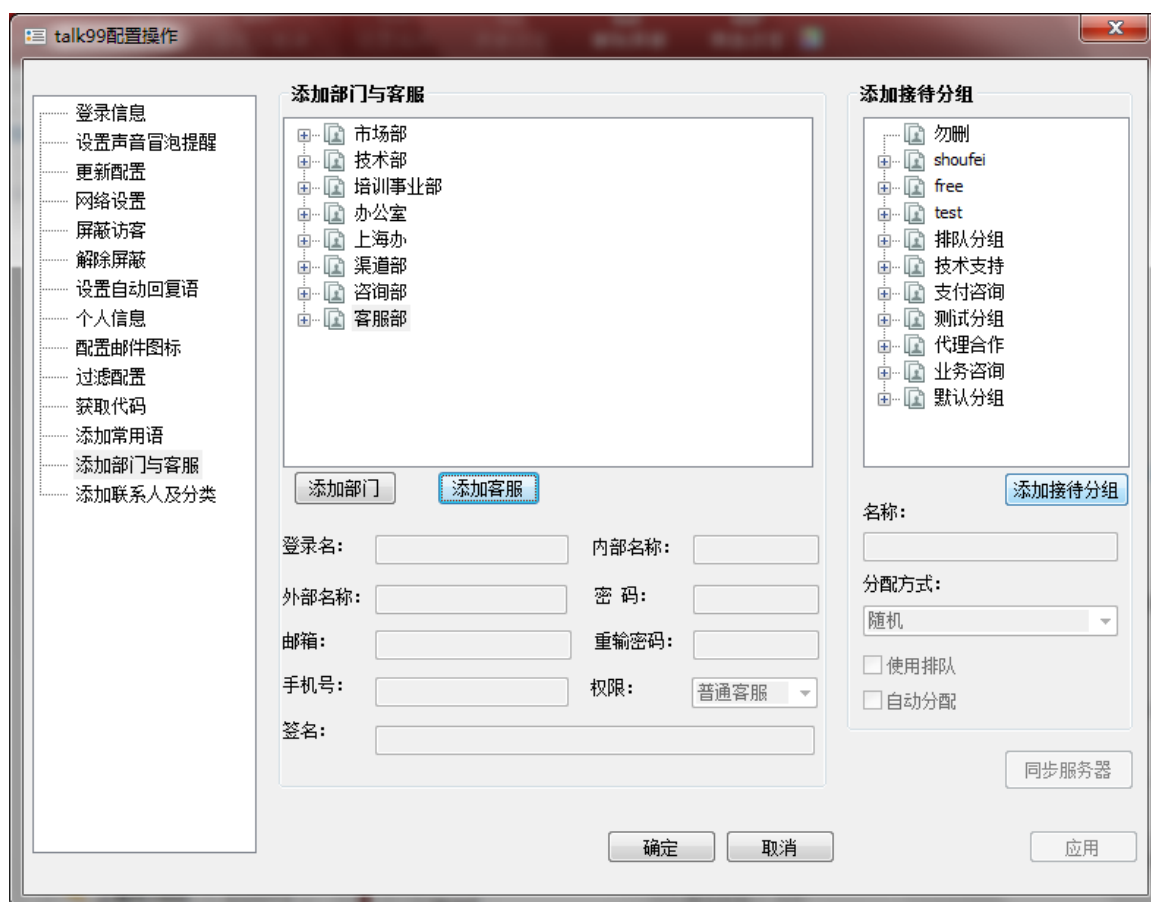 talk99配置操作
登录信息
设置声音冒泡提醒
更新配置
网络设置
屏蔽访客
解除屏蔽
设置自动回复语
个人信息
配置邮件图标
过滤配置
获取代码
添加常用语
添加部门与客服
添加联系人及分类
添加部门与客服
市场部
技术部
培训事业部
办公室
上海办
渠道部
咨询部
客服部
添加部门
添加客服
登录名：
内部名称：
外部名称：
密 码：
邮箱：
重输密码：
手机号：
权限：
普通客服
签名：
添加接待分组
勿删
shoufei
free
test
排队分组
技术支持
支付咨询
测试分组
代理合作
业务咨询
默认分组
添加接待分组
名称：
分配方式：
随机
使用排队
自动分配
同步服务器
确定
取消
应用